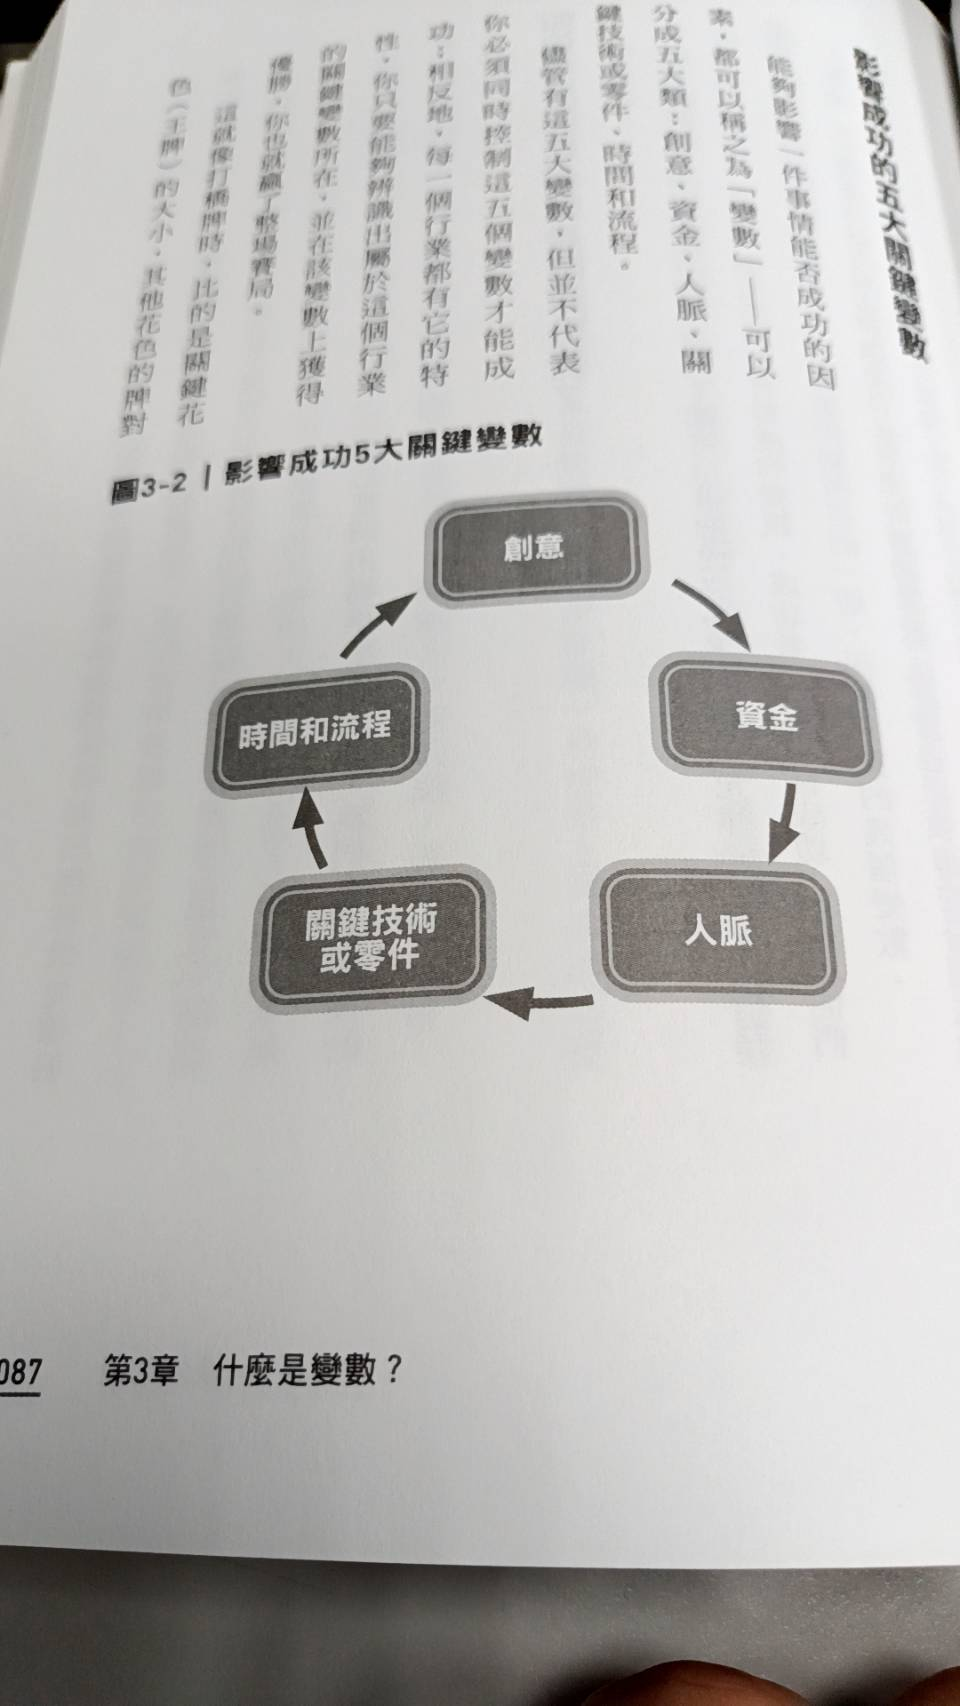 影響成功的五大關鍵變數
能夠影響一件事情能否成功的因
素，都可以稱之為「變數」——可以
分成五大類：創意、資金、人脈、關
鍵技術或零件、時間和流程。
儘管有這五大變數，但並不代表
你必須同時控制這五個變數才能成
功；相反地，每一個行業都有它的特
性，你只要能夠辨識出屬於這個行業
的關鍵變數所在，並在該變數上獲得
優勝，你也就贏了整場賽局。
這就像打橋牌時，比的是關鍵花
色（王牌）的大小，其他花色的牌對
圖3-2｜影響成功5大關鍵變數
創意
資金
人脈
關鍵技術
或零件
時間和流程
087 第3章 什麼是變數？